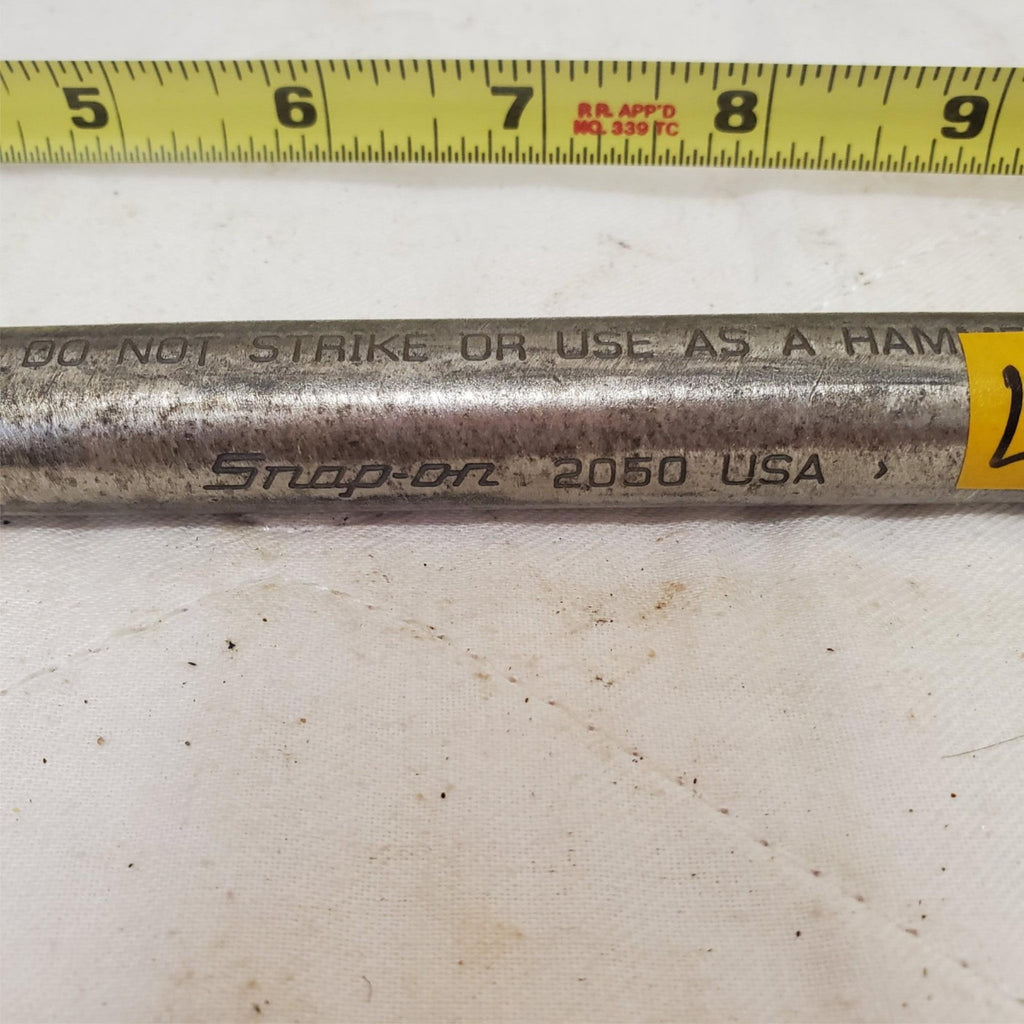 5 6 7 8 9
R.R. APP'D
NO. 339 TC
DO NOT STRIKE OR USE AS A
Snap-on 2050 USA